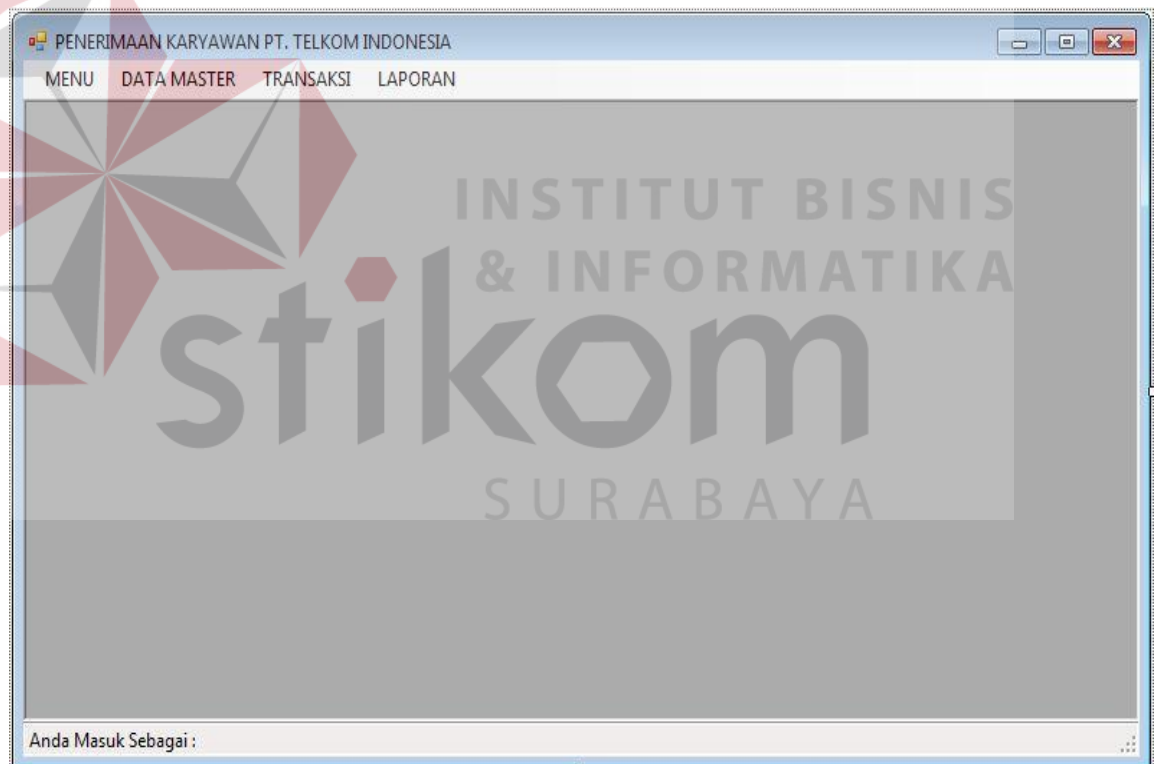 PENERIMAAN KARYAWAN PT. TELKOM INDONESIA
MENU DATA MASTER TRANSAKSI LAPORAN
INSTITUT BISNIS
& INFORMATIKA
stikom
SURABAYA
Anda Masuk Sebagai :